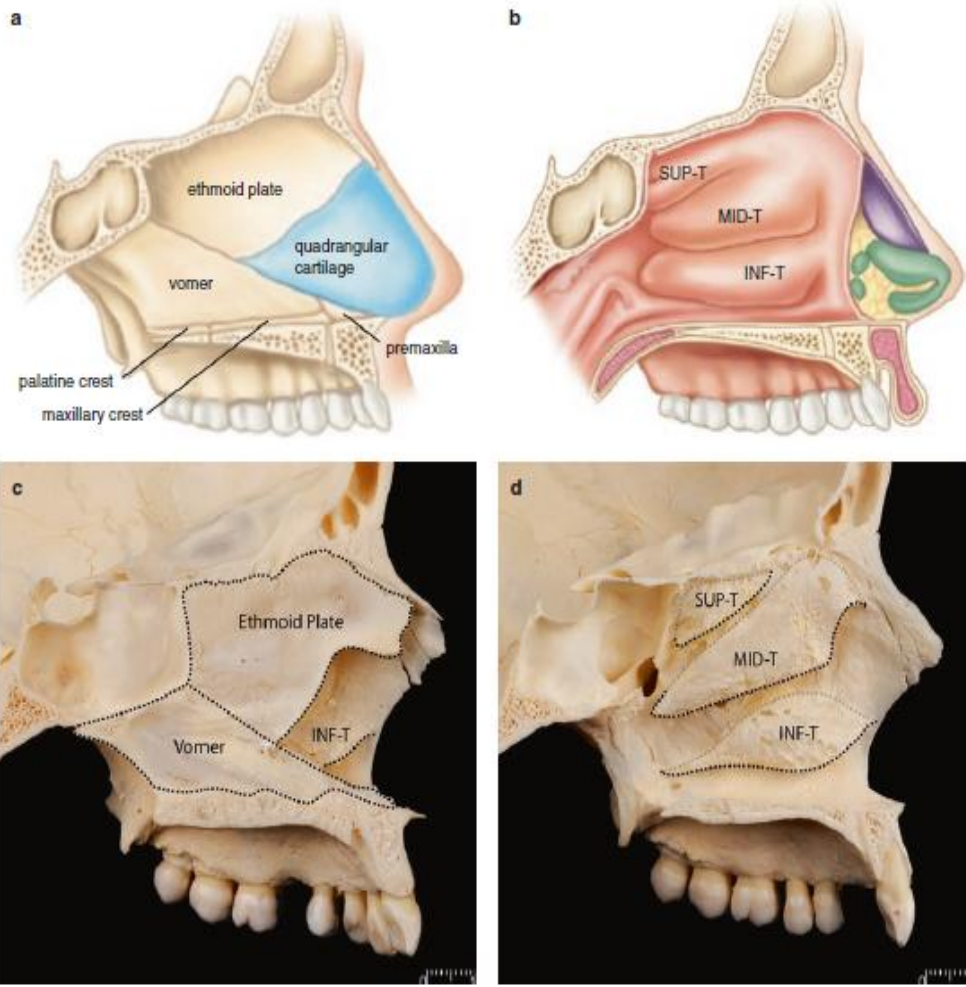 a
ethmoid plate
quadrangular
cartilage
vomer
premaxilla
palatine crest
maxillary crest
b
SUP-T
MID-T
INF-T
c
Ethmoid Plate
INF-T
Vomer
d
SUP-T
MID-T
INF-T